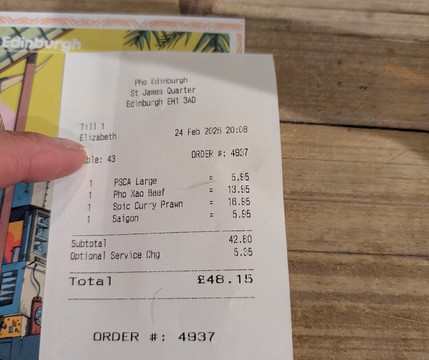 Edinburgh
Pho Edinburgh
St James Quarter
Edinburgh EH1 3AD
Till 1
Elizabeth 24 Feb 2026 20:08
ble: 43 ORDER #: 4937
1 PSCA Large = 5.95
1 Pho Xao Beef = 13.95
1 Spic Curry Prawn = 16.95
1 Saigon = 5.95
Subtotal 42.80
Optional Service Chg 5.35
Total £48.15
ORDER #: 4937